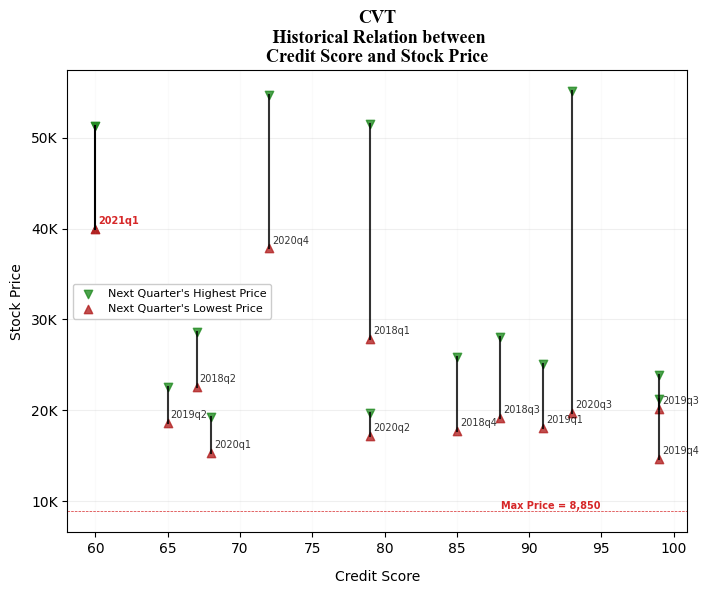 CVT
Historical Relation between
Credit Score and Stock Price
Stock Price
50K
40K
30K
20K
10K
2021q1
2020q4
Next Quarter's Highest Price
Next Quarter's Lowest Price
2018q1
2018q2
2019q2
2020q1
2020q2
2018q4
2018q3
2019q1
2020q3
2019q3
2019q4
Max Price = 8,850
60 65 70 75 80 85 90 95 100
Credit Score